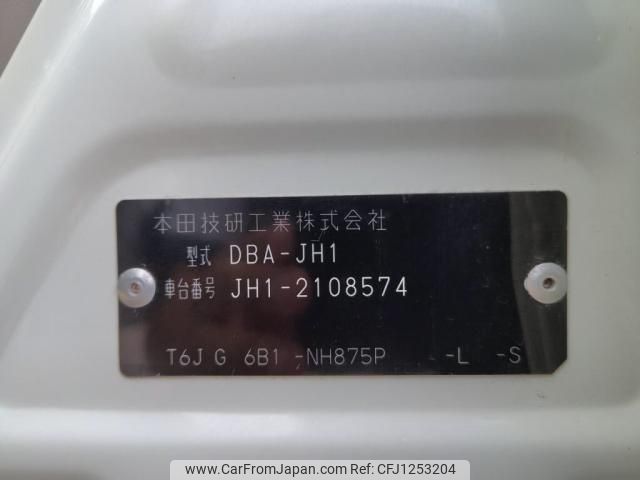 本田技研工業株式会社
型式 DBA-JH1
車台番号 JH1-2108574
T6J G 6B1 -NH875P -L -S
www.CarFromJapan.com - CFJ1253204